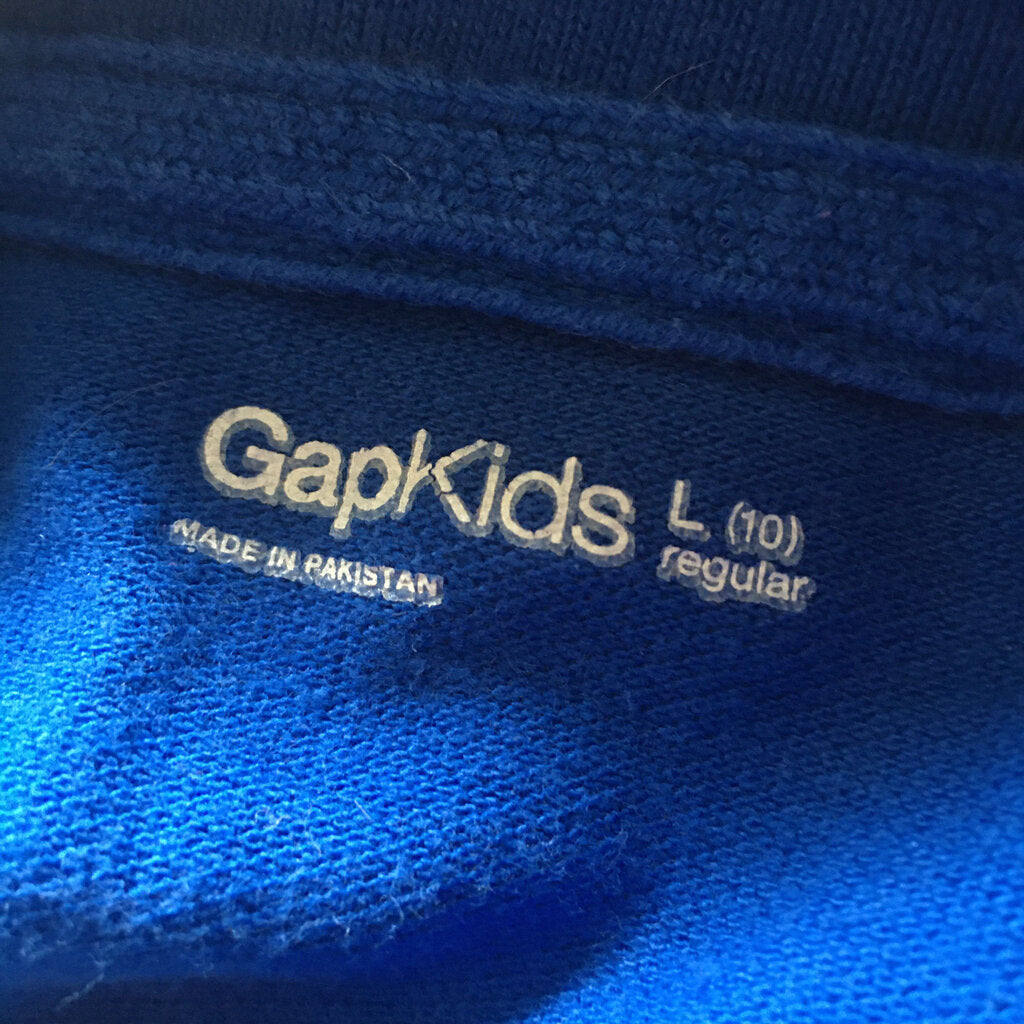 GapKids L (10)
regular
MADE IN PAKISTAN